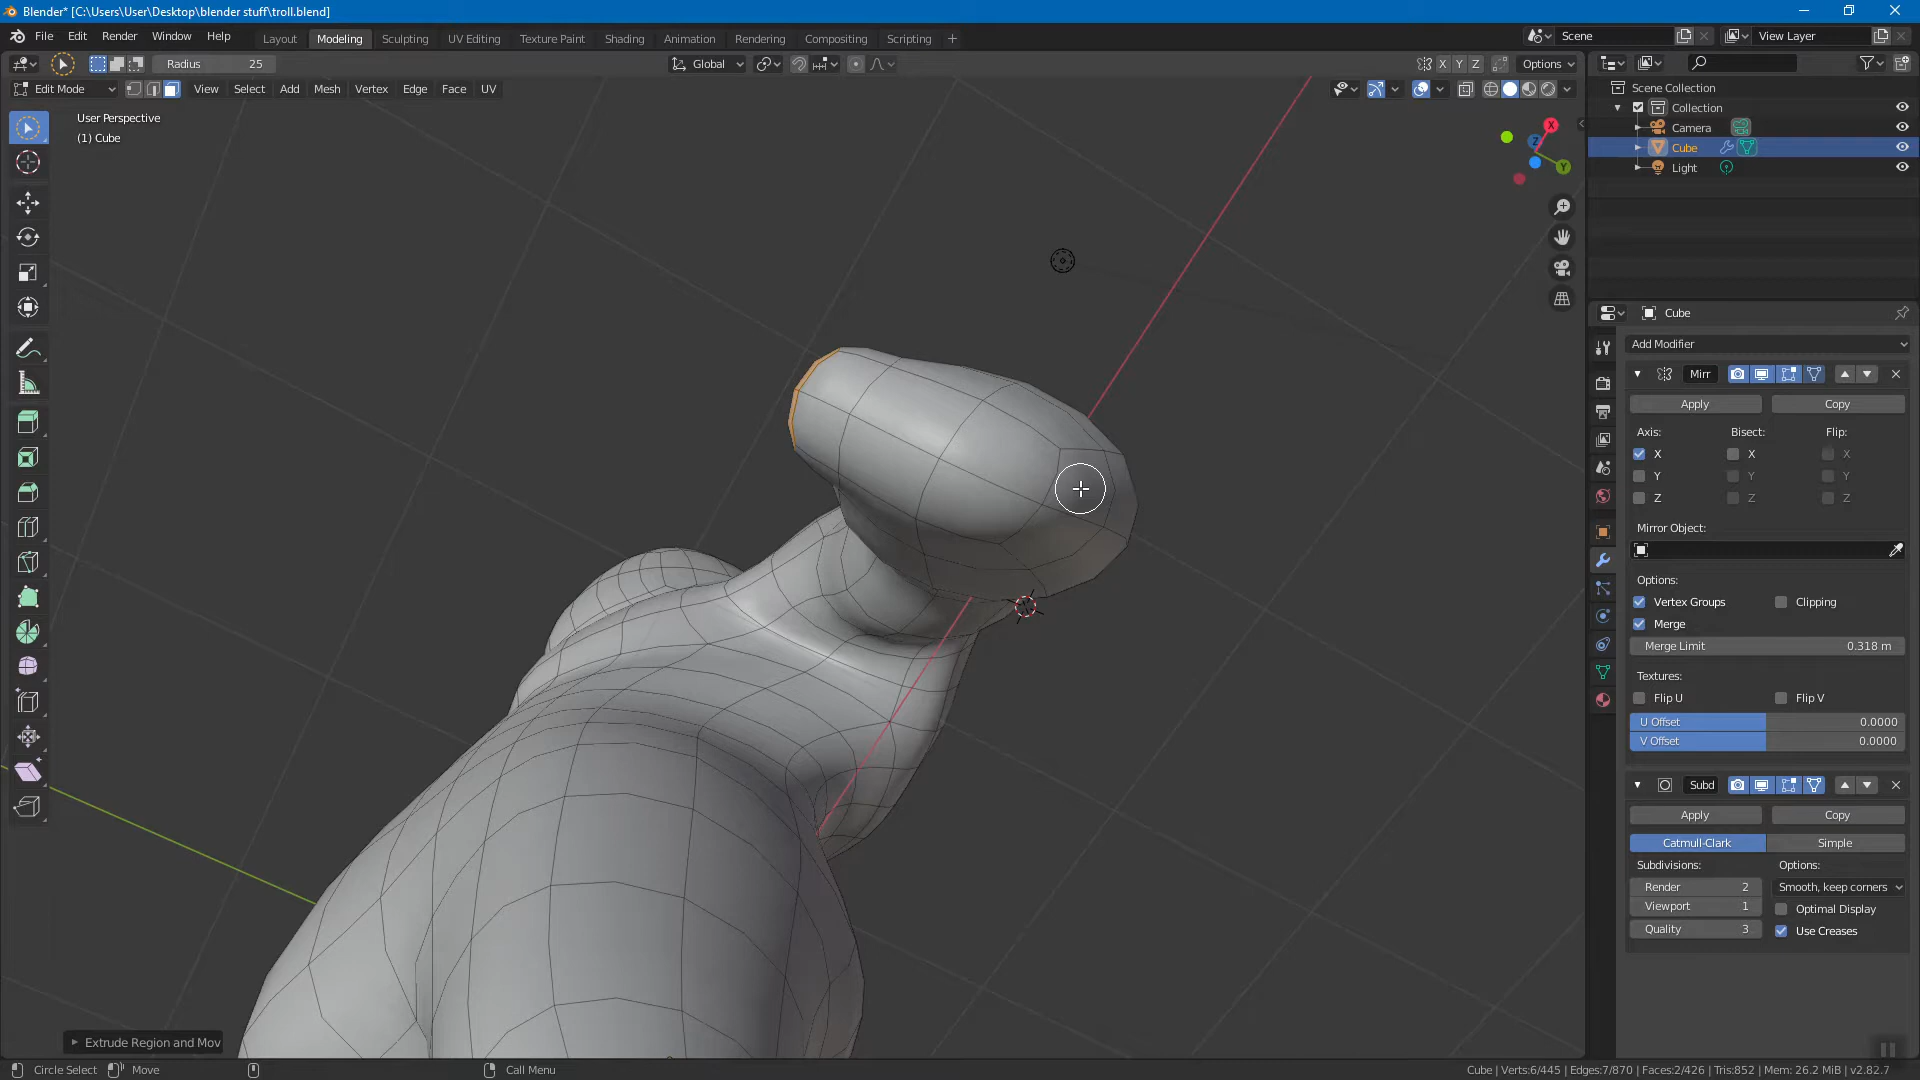 Blender* [C:\Users\User\Desktop\blender stuff\troll.blend]
File Edit Render Window Help
Layout Modeling Sculpting UV Editing Texture Paint Shading Animation Rendering Compositing Scripting +
Scene
View Layer
Radius 25
Global
X Y Z
Options
Edit Mode
View Select Add Mesh Vertex Edge Face UV
User Perspective
(1) Cube
X
Y
Z
Scene Collection
Collection
Camera
Cube
Light
Cube
Add Modifier
Mirr
Apply Copy
Axis: Bisect: Flip:
X X X
Y Y Y
Z Z Z
Mirror Object:
Options:
Vertex Groups Clipping
Merge
Merge Limit 0.318 m
Textures:
Flip U Flip V
U Offset 0.0000
V Offset 0.0000
Subd
Apply Copy
Catmull-Clark Simple
Subdivisions: Options:
Render 2 Smooth, keep corners
Viewport 1 Optimal Display
Quality 3 Use Creases
Extrude Region and Mov
Circle Select Move Call Menu
Cube | Verts:6/445 | Edges:7/870 | Faces:2/426 | Tris:852 | Mem: 26.2 MiB | v2.82.7